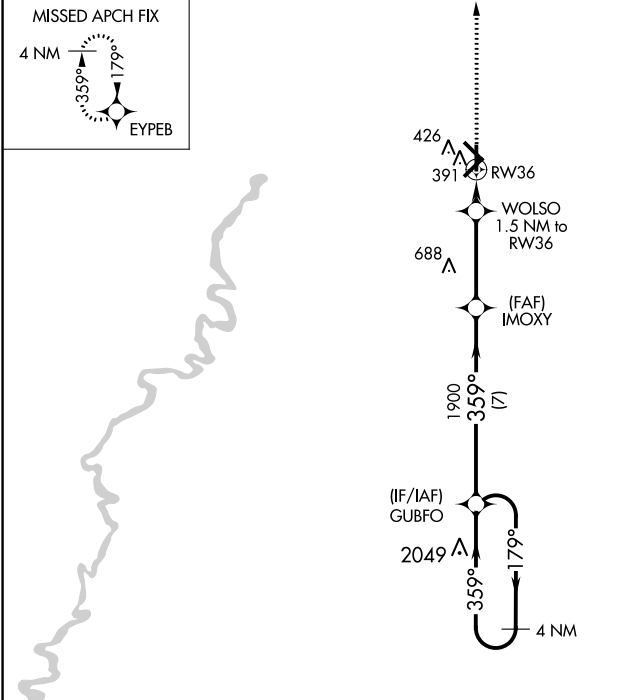 MISSED APCH FIX
4 NM
359°
179°
EYPEB
426
391
RW36
WOLSO
1.5 NM to
RW36
688
(FAF)
IMOXY
1900
359°
(7)
(IF/IAF)
GUBFO
2049
359°
179°
4 NM